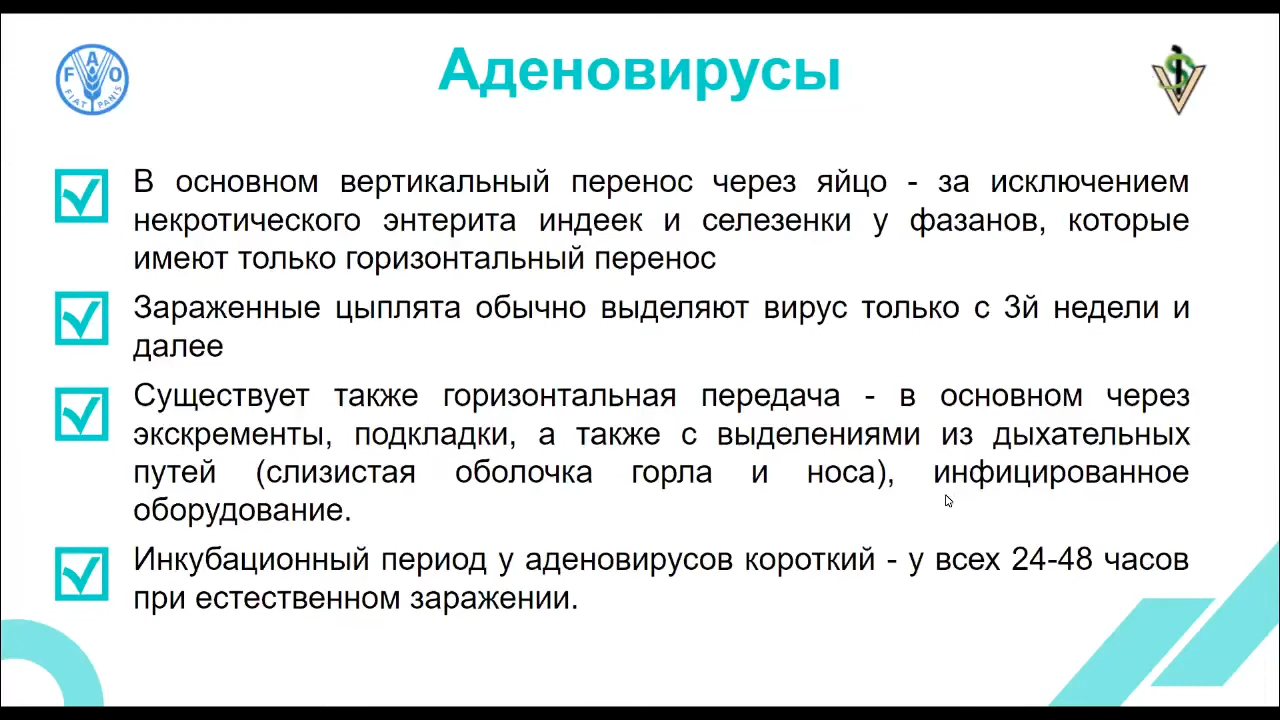 Аденовирусы
F A O
FIAT PANIS
В основном вертикальный перенос через яйцо - за исключением
некротического энтерита индеек и селезенки у фазанов, которые
имеют только горизонтальный перенос
Зараженные цыплята обычно выделяют вирус только с 3й недели и
далее
Существует также горизонтальная передача - в основном через
экскременты, подкладки, а также с выделениями из дыхательных
путей (слизистая оболочка горла и носа), инфицированное
оборудование.
Инкубационный период у аденовирусов короткий - у всех 24-48 часов
при естественном заражении.